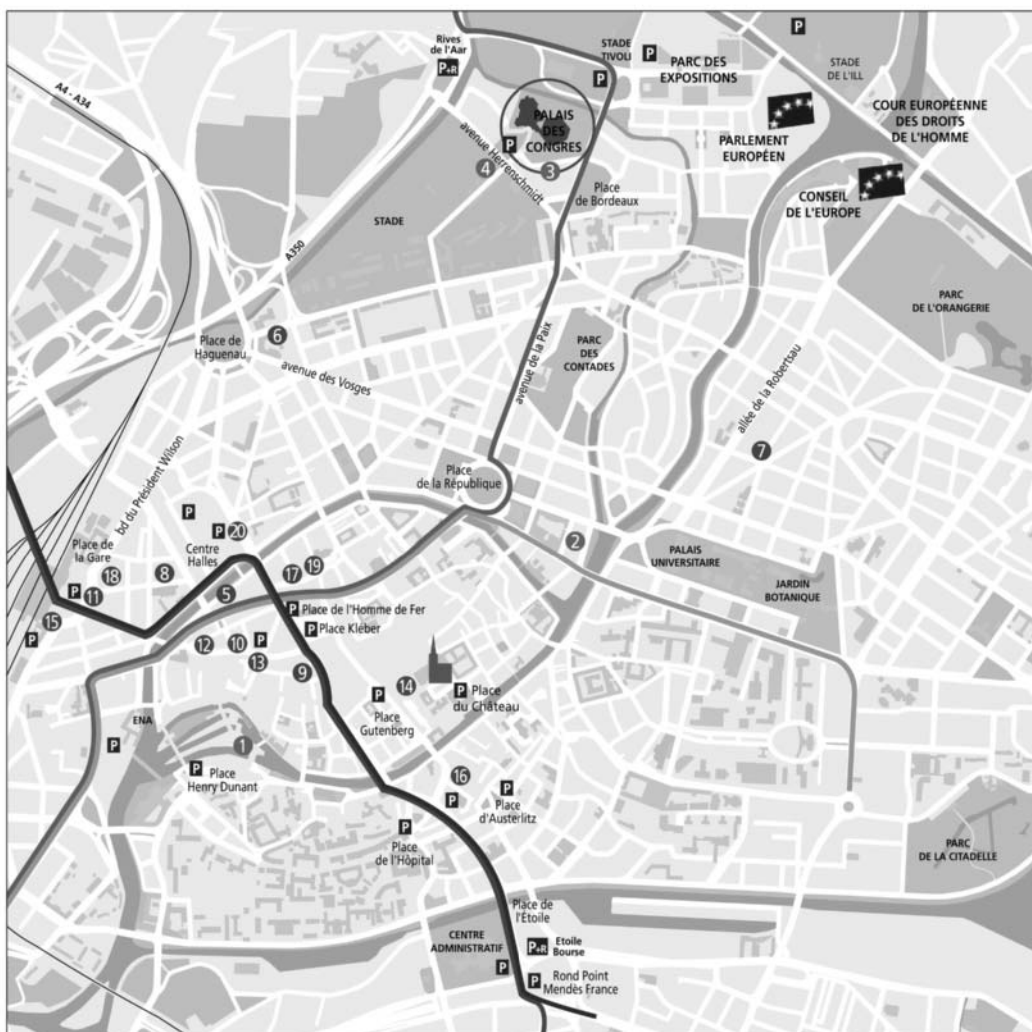 Rives
de l'Aar
P+R
A4 - A34
STADE
TIVOLI
P
PARC DES
EXPOSITIONS
P
STADE
DE L'ILL
P
PALAIS
DES
CONGRES
P
avenue Herrenschmidt
4
3
PARLEMENT
EUROPÉEN
COUR EUROPÉENNE
DES DROITS
DE L'HOMME
CONSEIL
DE L'EUROPE
Place
de Bordeaux
STADE
A350
PARC
DE L'ORANGERIE
Place de
Haguenau
6
avenue des Vosges
avenue de la Paix
PARC
DES
CONTADES
allée de la Robertsau
7
bd du Président Wilson
Place
de la République
P
P
20
Centre
Halles
2
PALAIS
UNIVERSITAIRE
JARDIN
BOTANIQUE
Place de
la Gare
18
8
P
11
17
19
5
15
P
P
Place de l'Homme de Fer
P
Place Kléber
12
10
P
13
9
14
P
Place
Gutenberg
P
Place
du Château
ENA
P
1
P
Place
Henry Dunant
16
P
P
Place
d'Austerlitz
P
Place
de l'Hôpital
PARC
DE LA CITADELLE
Place de
l'Étoile
CENTRE
ADMINISTRATIF
P
P+R
Etoile
Bourse
P
Rond Point
Mendès France